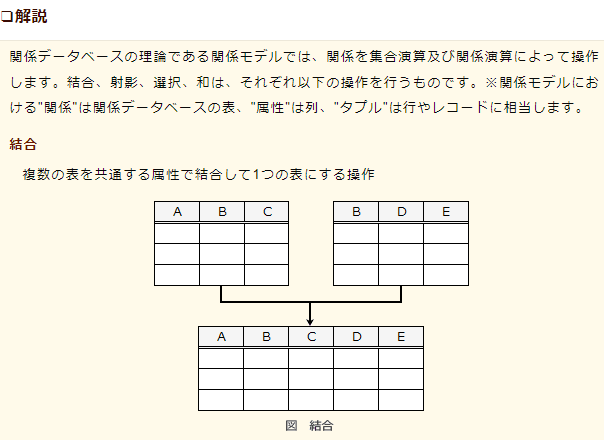 ❏解説
関係データベースの理論である関係モデルでは、関係を集合演算及び関係演算によって操作
します。結合、射影、選択、和は、それぞれ以下の操作を行うものです。※関係モデルにお
ける"関係"は関係データベースの表、"属性"は列、"タプル"は行やレコードに相当します。
結合
複数の表を共通する属性で結合して1つの表にする操作
A B C B D E
A B C D E
図 結合